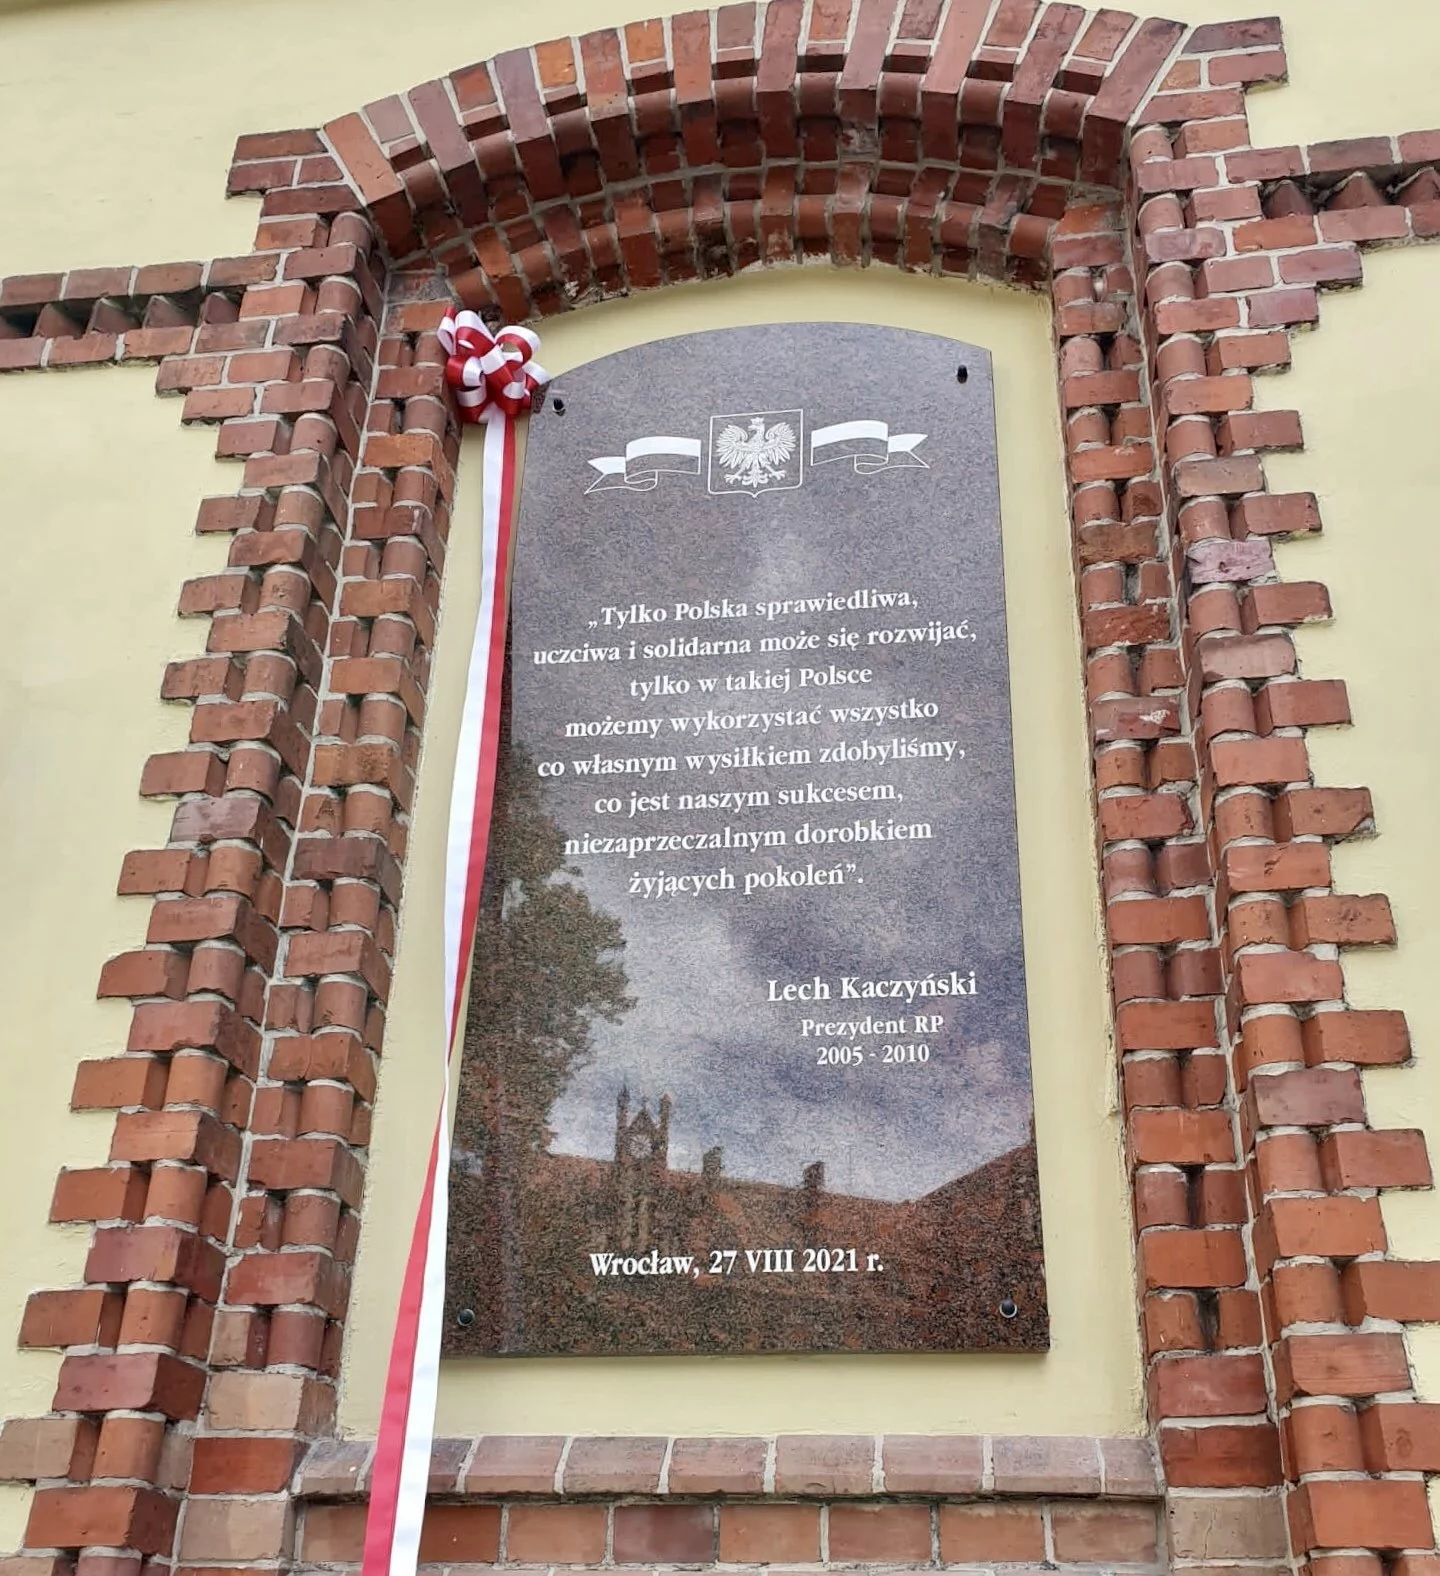 „Tylko Polska sprawiedliwa,
uczciwa i solidarna może się rozwijać,
tylko w takiej Polsce
możemy wykorzystać wszystko
co własnym wysiłkiem zdobyliśmy,
co jest naszym sukcesem,
niezaprzeczalnym dorobkiem
żyjących pokoleń”.
Lech Kaczyński
Prezydent RP
2005 - 2010
Wrocław, 27 VIII 2021 r.